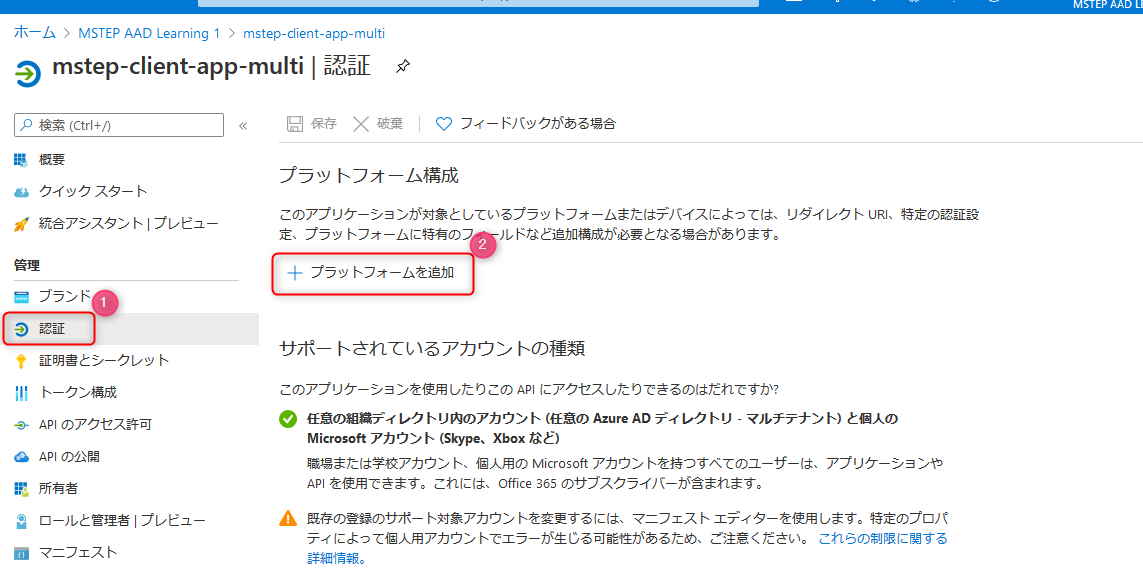 MSTEP AAD LE
ホーム > MSTEP AAD Learning 1 > mstep-client-app-multi
mstep-client-app-multi | 認証
検索 (Ctrl+/)
«
保存
破棄
フィードバックがある場合
概要
クイック スタート
統合アシスタント | プレビュー
管理
ブランド
1
認証
証明書とシークレット
トークン構成
API のアクセス許可
API の公開
所有者
ロールと管理者 | プレビュー
マニフェスト
プラットフォーム構成
このアプリケーションが対象としているプラットフォームまたはデバイスによっては、リダイレクト URI、特定の認証設
定、プラットフォームに特有のフィールドなど追加構成が必要となる場合があります。
2
+ プラットフォームを追加
サポートされているアカウントの種類
このアプリケーションを使用したりこの API にアクセスしたりできるのはだれですか?
任意の組織ディレクトリ内のアカウント (任意の Azure AD ディレクトリ - マルチテナント) と個人の
Microsoft アカウント (Skype、Xbox など)
職場または学校アカウント、個人用の Microsoft アカウントを持つすべてのユーザーは、アプリケーションや
API を使用できます。これには、Office 365 のサブスクライバーが含まれます。
既存の登録のサポート対象アカウントを変更するには、マニフェスト エディターを使用します。特定のプロパ
ティによって個人用アカウントでエラーが生じる可能性があるため、ご注意ください。 これらの制限に関する
詳細情報。